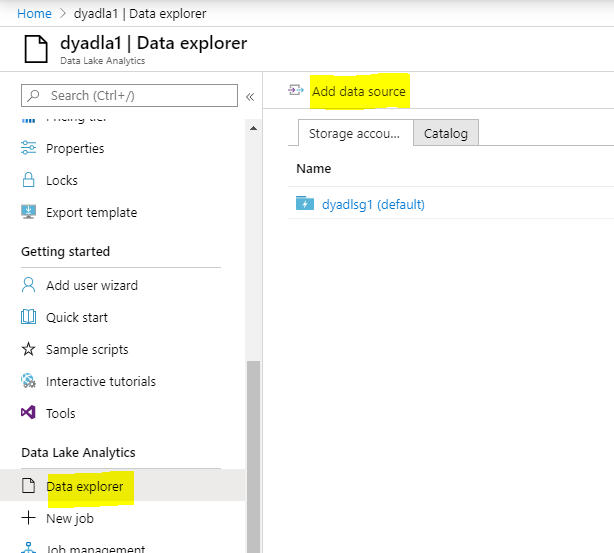 Home > dyadla1 | Data explorer
dyadla1 | Data explorer
Data Lake Analytics
Search (Ctrl+/)
«
Pricing tier
Properties
Locks
Export template
Getting started
Add user wizard
Quick start
Sample scripts
Interactive tutorials
Tools
Data Lake Analytics
Data explorer
New job
Job management
Add data source
Storage accou... Catalog
Name
dyadlsg1 (default)